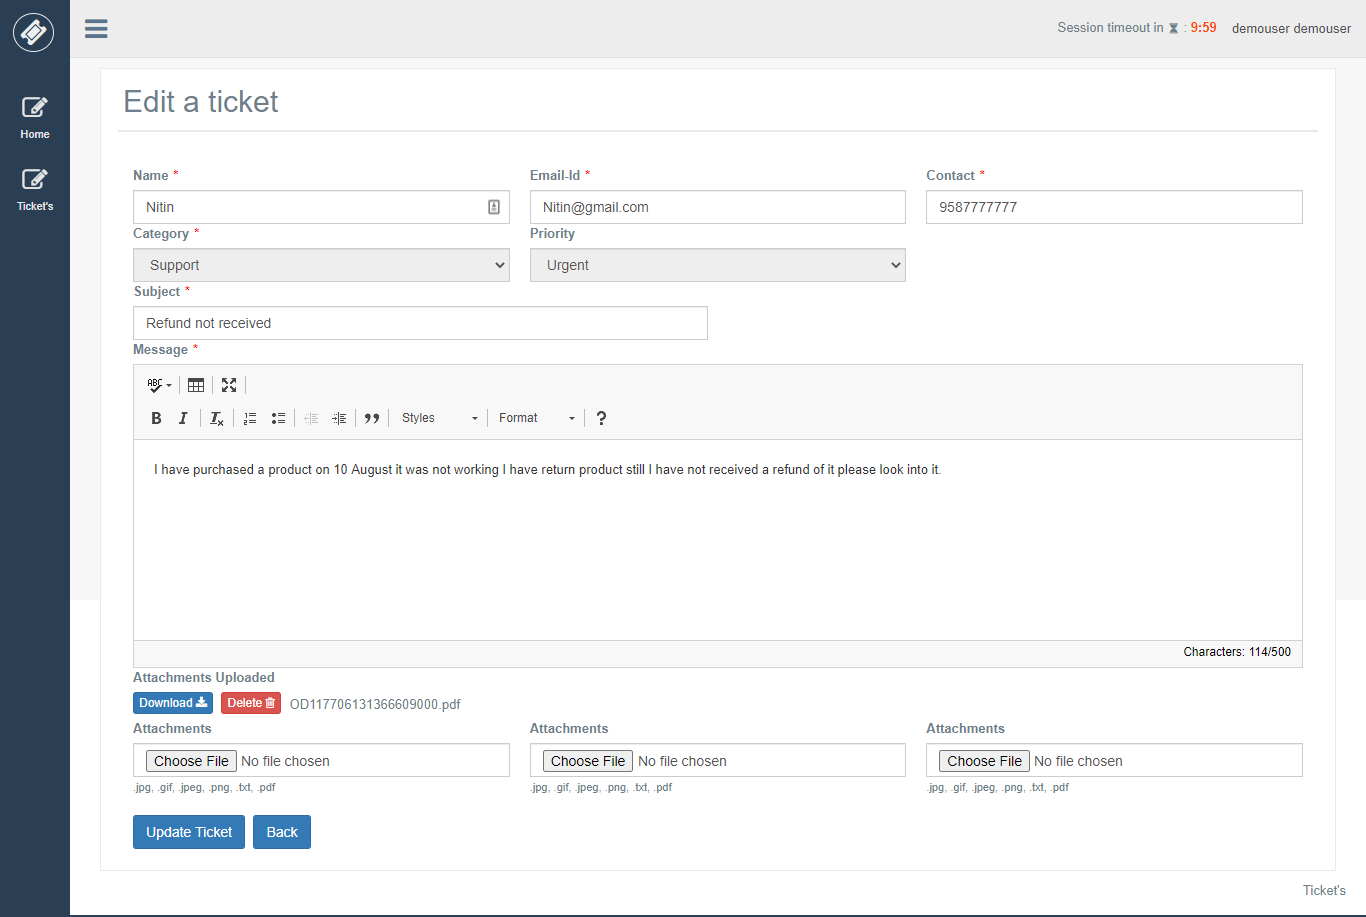 Session timeout in : 9:59 demouser demouser
Home
Ticket's
Edit a ticket
Name * Email-Id * Contact *
Nitin Nitin@gmail.com 9587777777
Category * Priority
Support Urgent
Subject *
Refund not received
Message *
ABC
B I Tx Styles Format ?
I have purchased a product on 10 August it was not working I have return product still I have not received a refund of it please look into it.
Characters: 114/500
Attachments Uploaded
Download Delete OD117706131366609000.pdf
Attachments Attachments Attachments
Choose File No file chosen Choose File No file chosen Choose File No file chosen
.jpg, .gif, .jpeg, .png, .txt, .pdf .jpg, .gif, .jpeg, .png, .txt, .pdf .jpg, .gif, .jpeg, .png, .txt, .pdf
Update Ticket Back
Ticket's